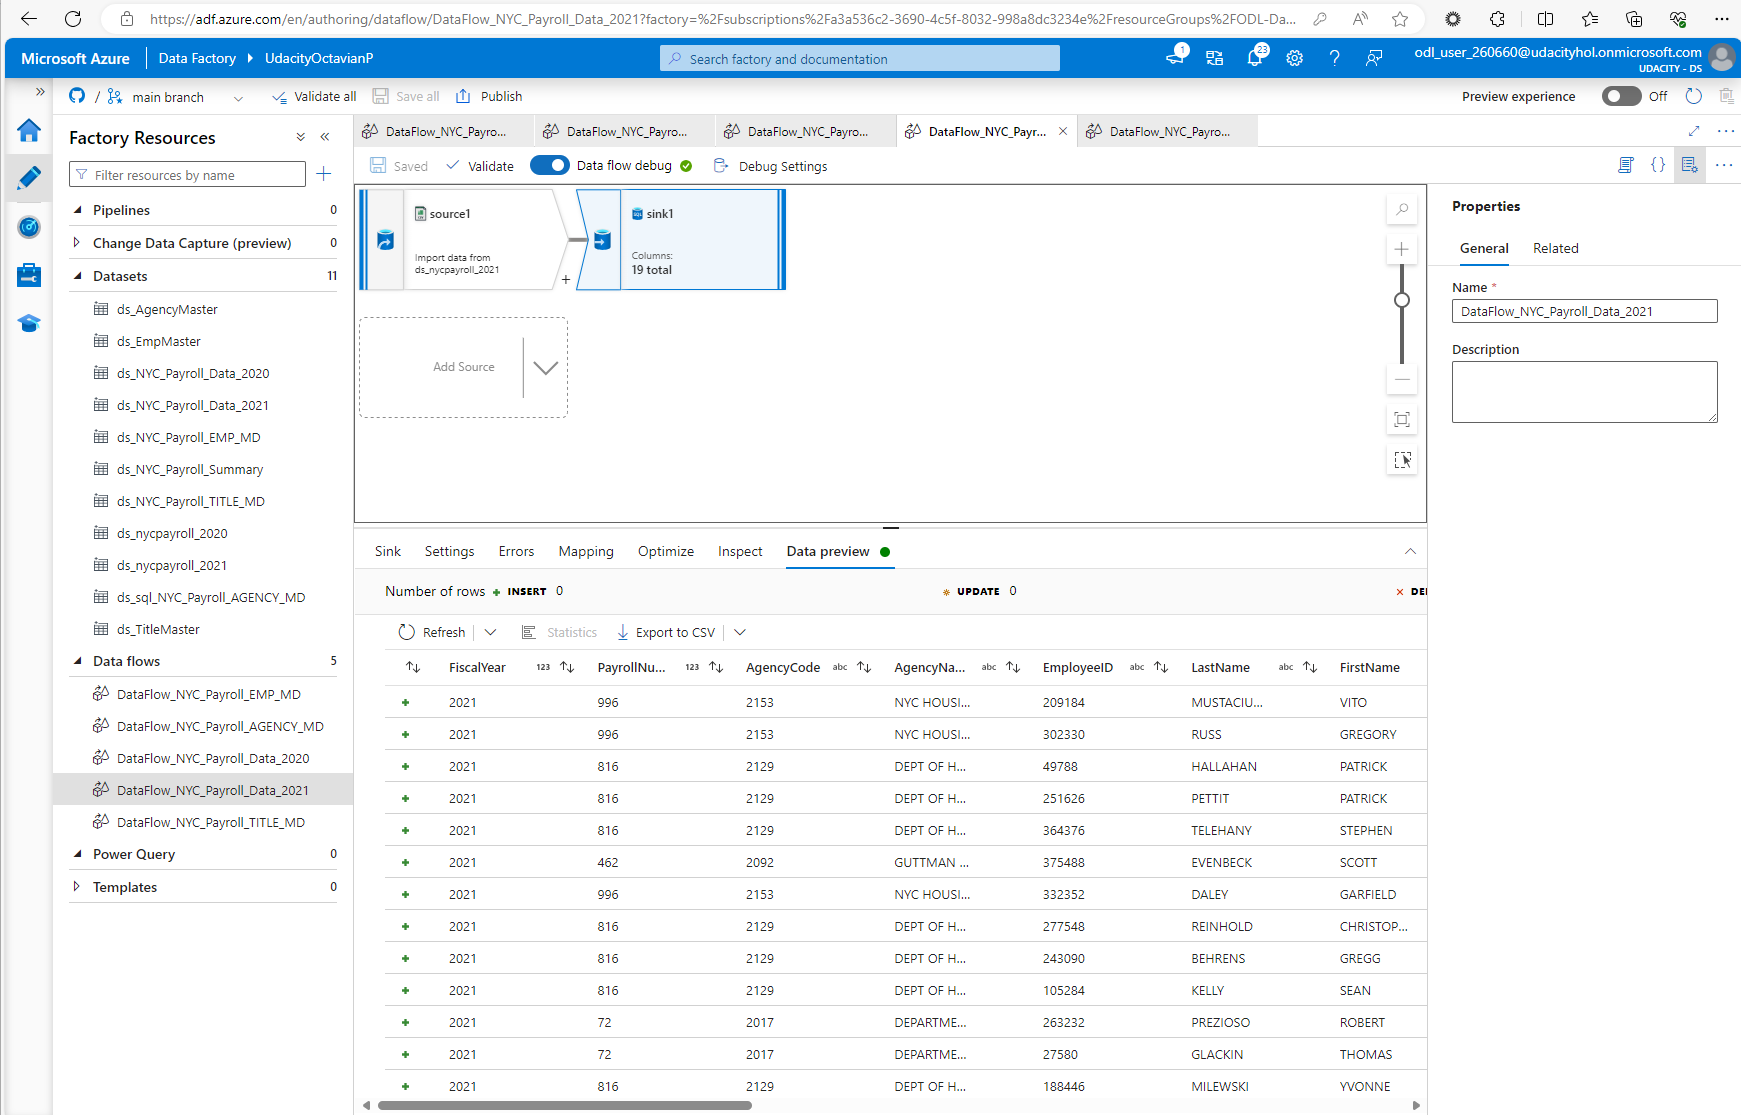 https://adf.azure.com/en/authoring/dataflow/DataFlow_NYC_Payroll_Data_2021?factory=%2Fsubscriptions%2Fa3a536c2-3690-4c5f-8032-998a8dc3234e%2FresourceGroups%2FODL-Da...
Microsoft Azure Data Factory UdacityOctavianP Search factory and documentation 1 23 odl_user_260660@udacityhol.onmicrosoft.com
UDACITY - DS
/ main branch Validate all Save all Publish Preview experience Off
Factory Resources
Filter resources by name
Pipelines 0
Change Data Capture (preview) 0
Datasets 11
ds_AgencyMaster
ds_EmpMaster
ds_NYC_Payroll_Data_2020
ds_NYC_Payroll_Data_2021
ds_NYC_Payroll_EMP_MD
ds_NYC_Payroll_Summary
ds_NYC_Payroll_TITLE_MD
ds_nycpayroll_2020
ds_nycpayroll_2021
ds_sql_NYC_Payroll_AGENCY_MD
ds_TitleMaster
Data flows 5
DataFlow_NYC_Payroll_EMP_MD
DataFlow_NYC_Payroll_AGENCY_MD
DataFlow_NYC_Payroll_Data_2020
DataFlow_NYC_Payroll_Data_2021
DataFlow_NYC_Payroll_TITLE_MD
Power Query 0
Templates 0
DataFlow_NYC_Payro... DataFlow_NYC_Payro... DataFlow_NYC_Payro... DataFlow_NYC_Payr... DataFlow_NYC_Payro...
Saved Validate Data flow debug Debug Settings
source1
Import data from
ds_nycpayroll_2021
sink1
Columns:
19 total
Add Source
Properties
General Related
Name *
DataFlow_NYC_Payroll_Data_2021
Description
Sink Settings Errors Mapping Optimize Inspect Data preview
Number of rows INSERT 0 UPDATE 0 DEL
Refresh Statistics Export to CSV
FiscalYear 123 PayrollNu... 123 AgencyCode abc AgencyNa... abc EmployeeID abc LastName abc FirstName
2021 996 2153 NYC HOUSI... 209184 MUSTACIU... VITO
2021 996 2153 NYC HOUSI... 302330 RUSS GREGORY
2021 816 2129 DEPT OF H... 49788 HALLAHAN PATRICK
2021 816 2129 DEPT OF H... 251626 PETTIT PATRICK
2021 816 2129 DEPT OF H... 364376 TELEHANY STEPHEN
2021 462 2092 GUTTMAN ... 375488 EVENBECK SCOTT
2021 996 2153 NYC HOUSI... 332352 DALEY GARFIELD
2021 816 2129 DEPT OF H... 277548 REINHOLD CHRISTOP...
2021 816 2129 DEPT OF H... 243090 BEHRENS GREGG
2021 816 2129 DEPT OF H... 105284 KELLY SEAN
2021 72 2017 DEPARTME... 263232 PREZIOSO ROBERT
2021 72 2017 DEPARTME... 27580 GLACKIN THOMAS
2021 816 2129 DEPT OF H... 188446 MILEWSKI YVONNE